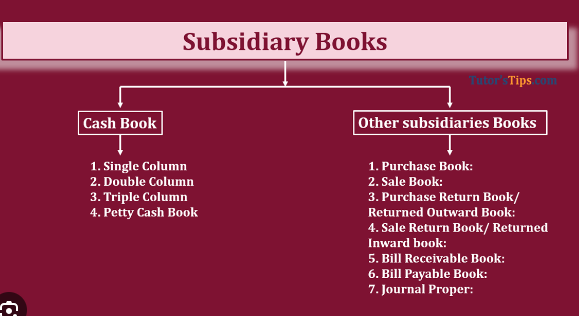 Subsidiary Books
Tutor'sTips.com
Cash Book
1. Single Column
2. Double Column
3. Triple Column
4. Petty Cash Book
Other subsidiaries Books
1. Purchase Book:
2. Sale Book:
3. Purchase Return Book/
Returned Outward Book:
4. Sale Return Book/ Returned
Inward book:
5. Bill Receivable Book:
6. Bill Payable Book:
7. Journal Proper: